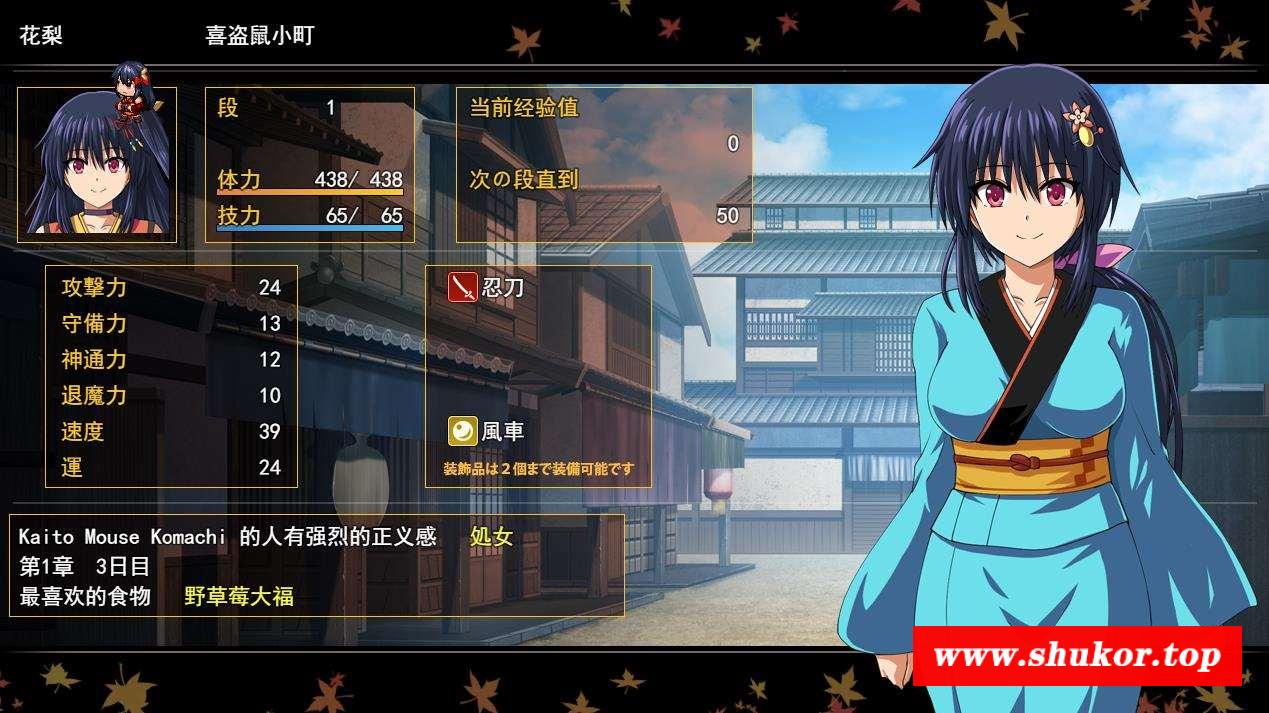 花梨 喜盗鼠小町
段 1
体力 438/ 438
技力 65/ 65
当前经验值
0
次の段直到
50
攻撃力 24
守備力 13
神通力 12
退魔力 10
速度 39
運 24
忍刀
風車
装飾品は２個まで装備可能です
Kaito Mouse Komachi 的人有强烈的正义感 処女
第1章 3日目
最喜欢的食物 野草莓大福
www.shukor.top